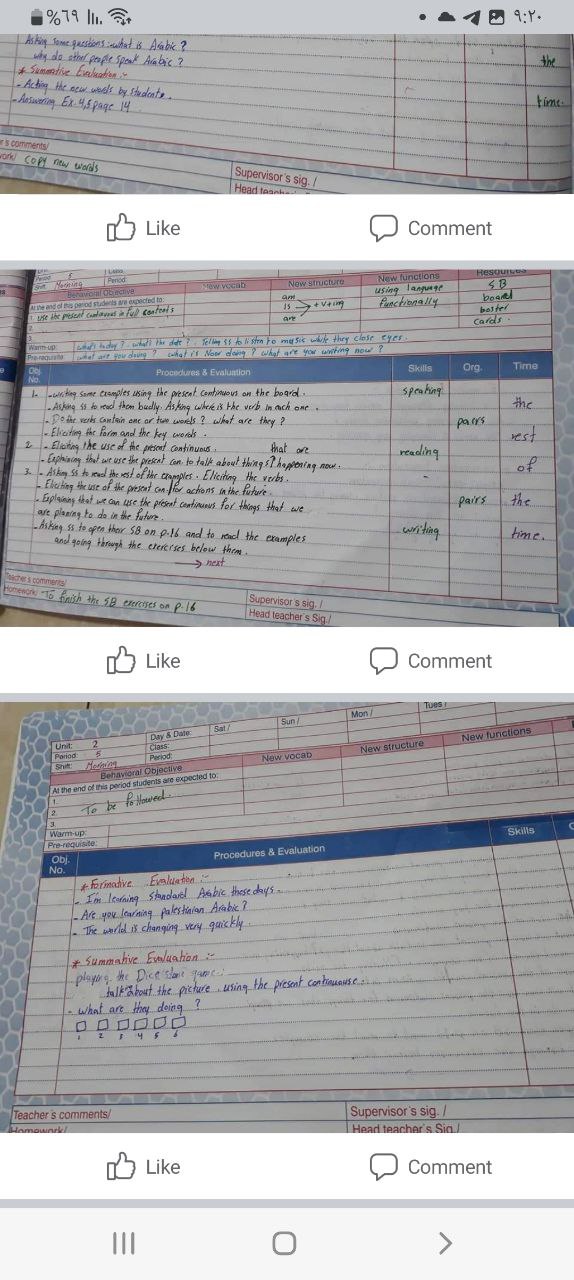 %٦٩
٩:٢٠
Asking some questions: what is Arabic ?
why do other people speak Arabic ?
* Summative Evaluation :-
- Acting the new words by students.
- Answering Ex. 4,5 page 14
the
time.
r's comments/
work/ copy new words
Supervisor's sig. /
Head teach
Like
Comment
Period: 5
Period:
Shift: Morning
Behavioral Objective
New vocab
New structure
New functions
Resources
At the end of this period students are expected to:
1. use the present continuous in full contents
2.
3.
am
is + v+ing
are
using language
functionally
SB
board
poster
cards.
Warm-up: what's today ? what's the date ? Telling ss to listen to music while they close eyes.
Pre-requisite: what are you doing ? what is Noor doing ? what are you writing now ?
Obj. No.
Procedures & Evaluation
Skills
Org.
Time
1. - writing some examples using the present continuous on the board.
- Asking ss to read them loudly. Asking where is the verb in each one.
- Do the verbs contain one or two words ? what are they ?
- Eliciting the form and the key words.
2. - Eliciting the use of the present continuous.
- Explaining that we use the present con. to talk about things that are happening now.
3. - Asking ss to read the rest of the examples. Eliciting the verbs.
- Eliciting the use of the present con. for actions in the future.
- Explaining that we can use the present continuous for things that we
are planing to do in the future.
- Asking ss to open their SB on p.16 and to read the examples
and going through the exercises below them.
→ next
speaking
reading
-
writing
pairs
pairs
the
rest
of
the
time.
Teacher's comments/
Homework/ To finish the SB exercises on p.16
Supervisor's sig. /
Head teacher's Sig./
Like
Comment
Unit: 2
Day & Date:
Sat /
Sun /
Mon /
Tues /
Period: 5
Class:
Shift: Morning
Period:
Behavioral Objective
New vocab
New structure
New functions
At the end of this period students are expected to:
1.
2. To be followed.
3.
Warm-up:
Pre-requisite:
Obj. No.
Procedures & Evaluation
Skills
* Formative Evaluation :-
- I'm learning standard Arabic these days.
- Are you learning palestinian Arabic ?
- The world is changing very quickly
* Summative Evaluation :-
playing the Dice game:
talk about the picture using the present continuouse.
- what are they doing ?
1 2 3 4 5 6
Teacher's comments/
Homework/
Supervisor's sig. /
Head teacher's Sig./
Like
Comment